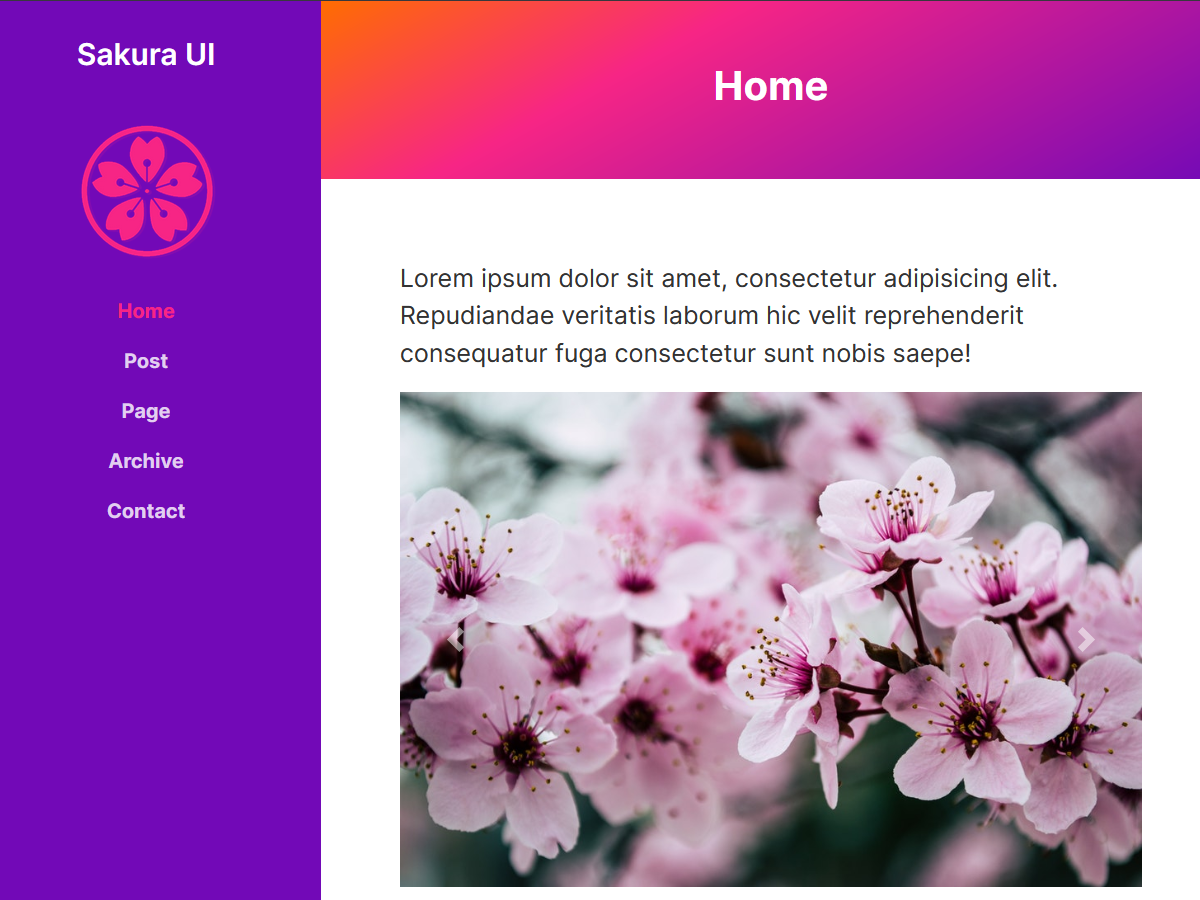 Sakura UI
Home
Post
Page
Archive
Contact
Home
Lorem ipsum dolor sit amet, consectetur adipisicing elit.
Repudiandae veritatis laborum hic velit reprehenderit
consequatur fuga consectetur sunt nobis saepe!